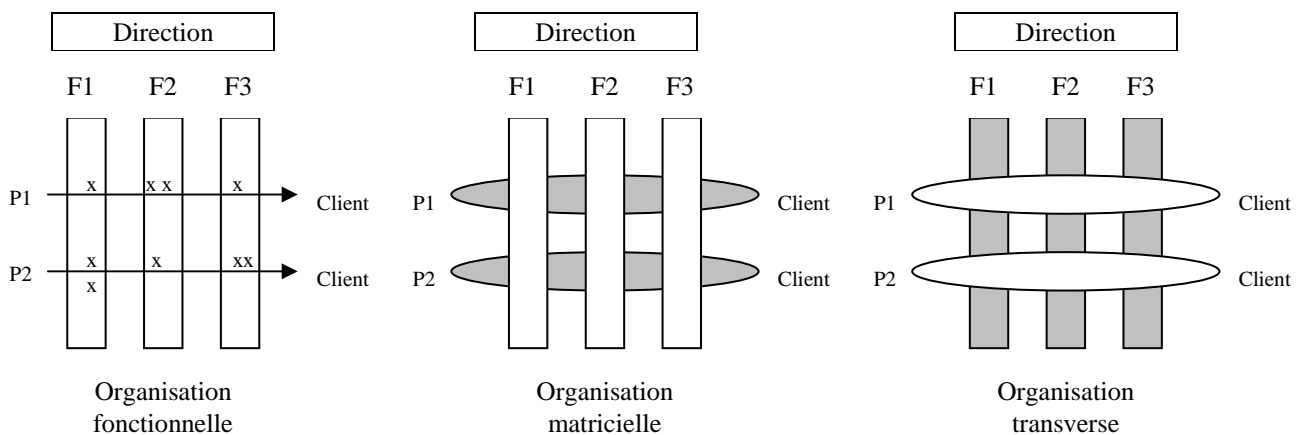 Direction
F1 F2 F3
x x x x
P1 Client
x x xx
P2 Client
x
Organisation
fonctionnelle
Direction
F1 F2 F3
P1 Client
P2 Client
Organisation
matricielle
Direction
F1 F2 F3
P1 Client
P2 Client
Organisation
transverse